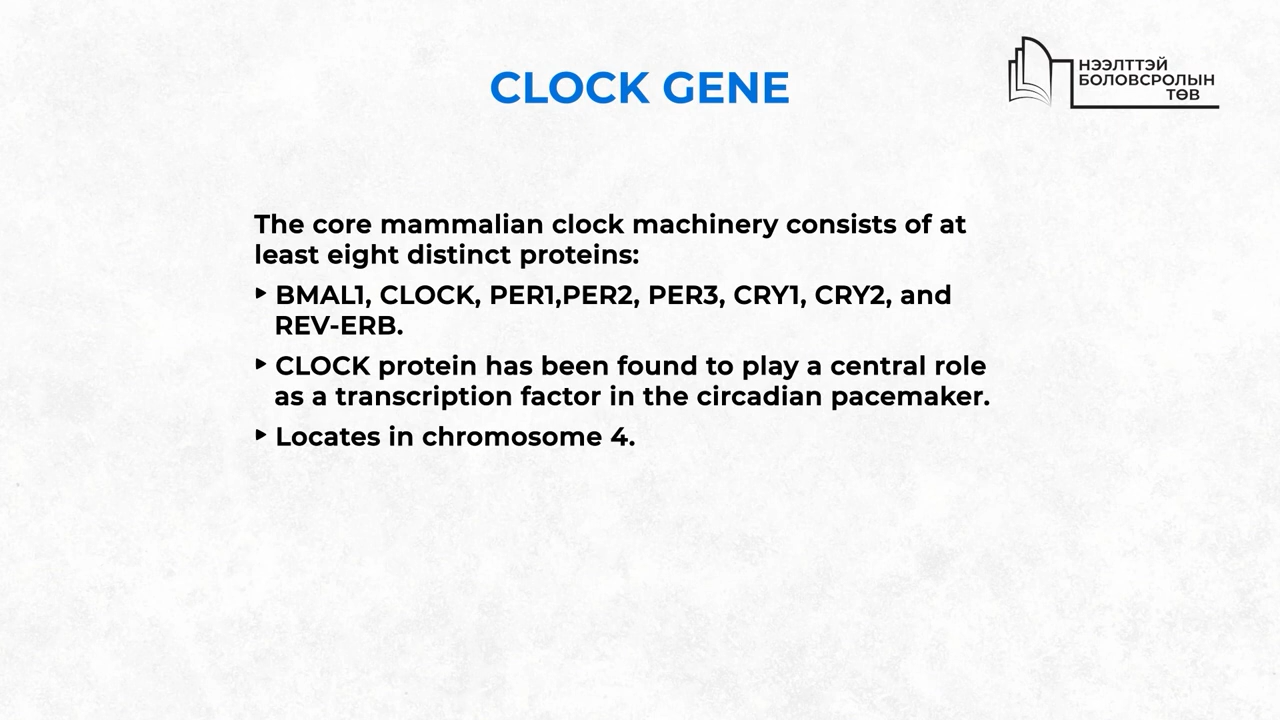 CLOCK GENE
НЭЭЛТТЭЙ
БОЛОВСРОЛЫН
ТӨВ
The core mammalian clock machinery consists of at
least eight distinct proteins:
‣ BMAL1, CLOCK, PER1,PER2, PER3, CRY1, CRY2, and
REV-ERB.
‣ CLOCK protein has been found to play a central role
as a transcription factor in the circadian pacemaker.
‣ Locates in chromosome 4.